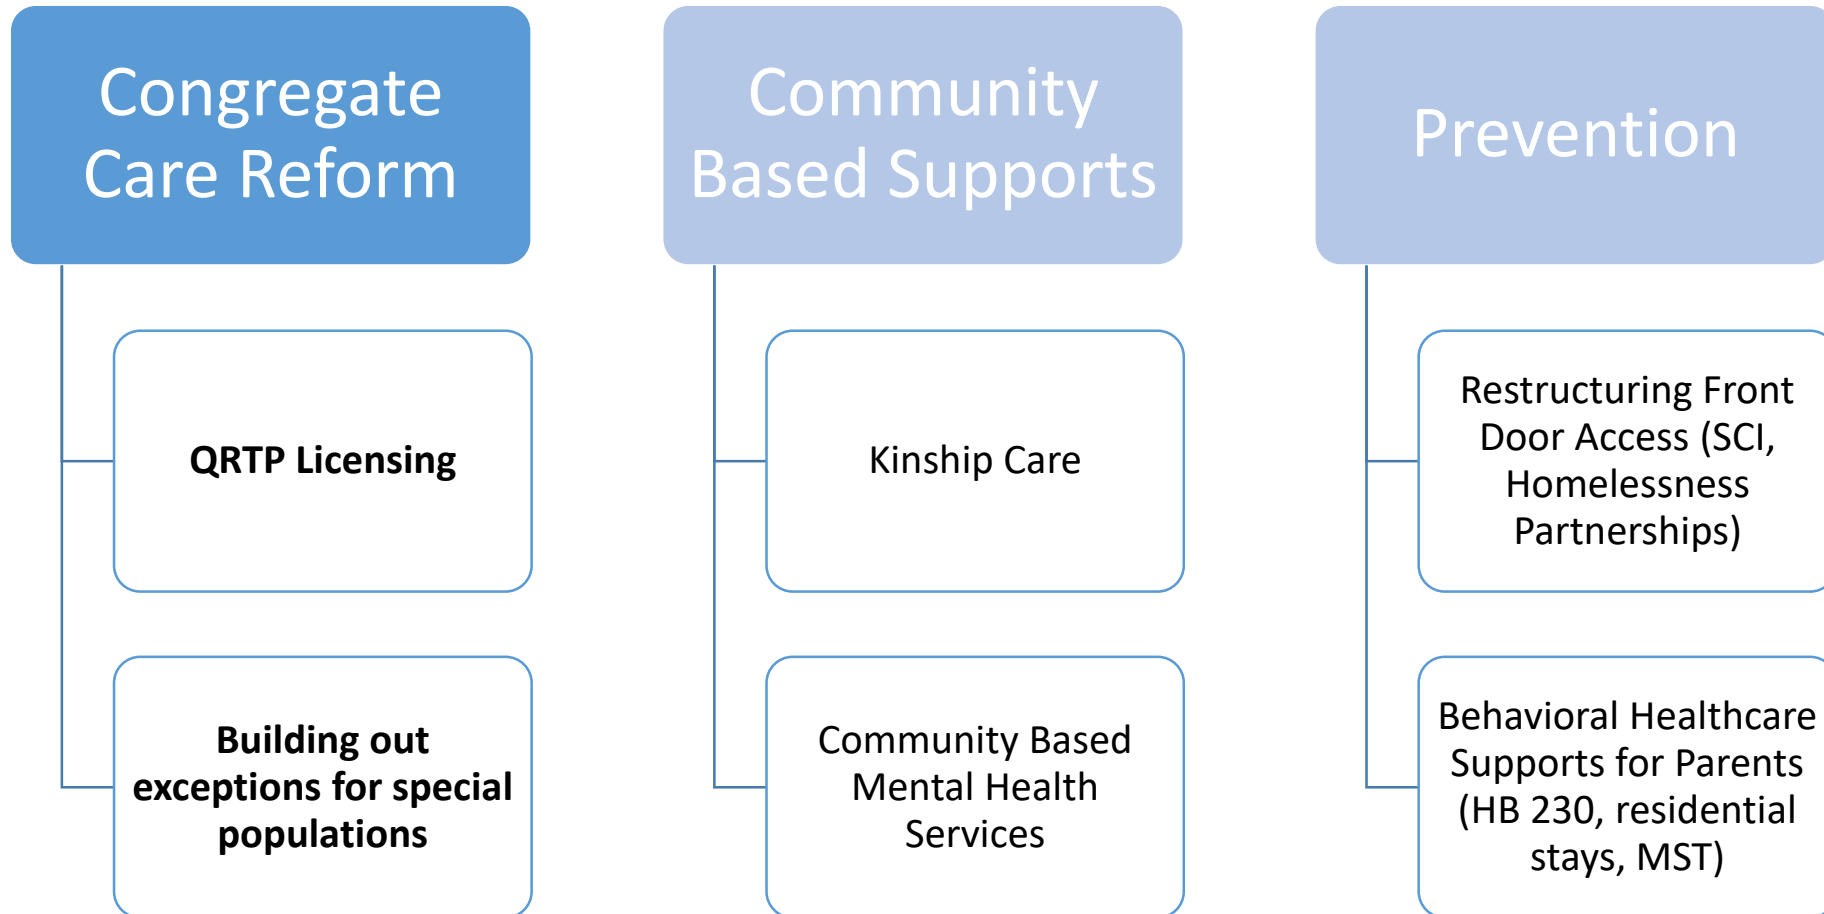 Congregate
Care Reform
QRTP Licensing
Building out
exceptions for special
populations
Community
Based Supports
Kinship Care
Community Based
Mental Health
Services
Prevention
Restructuring Front
Door Access (SCI,
Homelessness
Partnerships)
Behavioral Healthcare
Supports for Parents
(HB 230, residential
stays, MST)